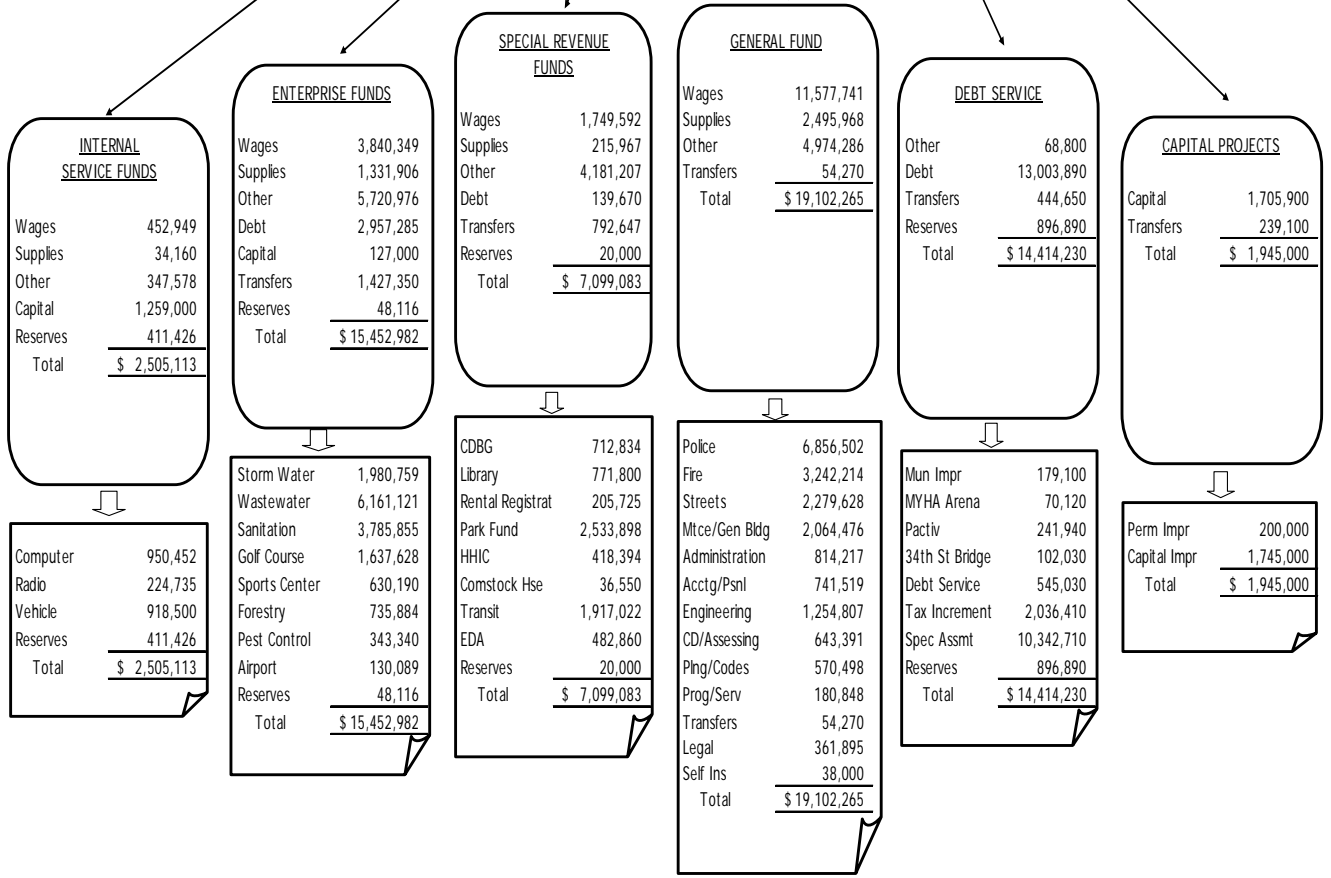 INTERNAL
SERVICE FUNDS
Wages 452,949
Supplies 34,160
Other 347,578
Capital 1,259,000
Reserves 411,426
Total $ 2,505,113
Computer 950,452
Radio 224,735
Vehicle 918,500
Reserves 411,426
Total $ 2,505,113
ENTERPRISE FUNDS
Wages 3,840,349
Supplies 1,331,906
Other 5,720,976
Debt 2,957,285
Capital 127,000
Transfers 1,427,350
Reserves 48,116
Total $ 15,452,982
Storm Water 1,980,759
Wastewater 6,161,121
Sanitation 3,785,855
Golf Course 1,637,628
Sports Center 630,190
Forestry 735,884
Pest Control 343,340
Airport 130,089
Reserves 48,116
Total $ 15,452,982
SPECIAL REVENUE
FUNDS
Wages 1,749,592
Supplies 215,967
Other 4,181,207
Debt 139,670
Transfers 792,647
Reserves 20,000
Total $ 7,099,083
CDBG 712,834
Library 771,800
Rental Registrat 205,725
Park Fund 2,533,898
HHIC 418,394
Comstock Hse 36,550
Transit 1,917,022
EDA 482,860
Reserves 20,000
Total $ 7,099,083
GENERAL FUND
Wages 11,577,741
Supplies 2,495,968
Other 4,974,286
Transfers 54,270
Total $ 19,102,265
Police 6,856,502
Fire 3,242,214
Streets 2,279,628
Mtce/Gen Bldg 2,064,476
Administration 814,217
Acctg/Psnl 741,519
Engineering 1,254,807
CD/Assessing 643,391
Plng/Codes 570,498
Prog/Serv 180,848
Transfers 54,270
Legal 361,895
Self Ins 38,000
Total $ 19,102,265
DEBT SERVICE
Other 68,800
Debt 13,003,890
Transfers 444,650
Reserves 896,890
Total $ 14,414,230
Mun Impr 179,100
MYHA Arena 70,120
Pactiv 241,940
34th St Bridge 102,030
Debt Service 545,030
Tax Increment 2,036,410
Spec Assmt 10,342,710
Reserves 896,890
Total $ 14,414,230
CAPITAL PROJECTS
Capital 1,705,900
Transfers 239,100
Total $ 1,945,000
Perm Impr 200,000
Capital Impr 1,745,000
Total $ 1,945,000